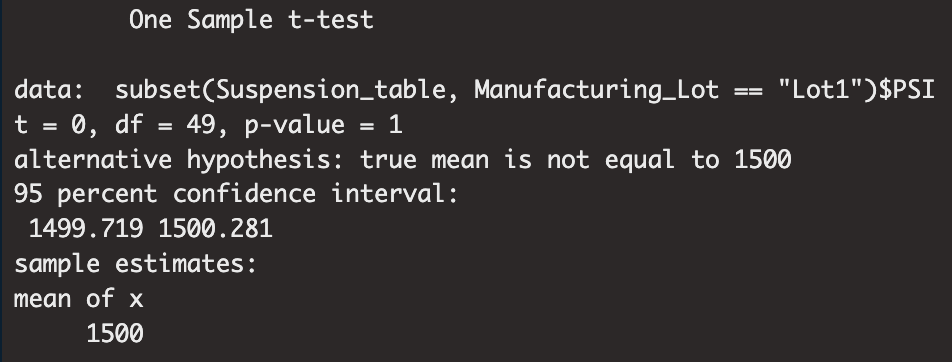 One Sample t-test
data:  subset(Suspension_table, Manufacturing_Lot == "Lot1")$PSI
t = 0, df = 49, p-value = 1
alternative hypothesis: true mean is not equal to 1500
95 percent confidence interval:
1499.719 1500.281
sample estimates:
mean of x
1500